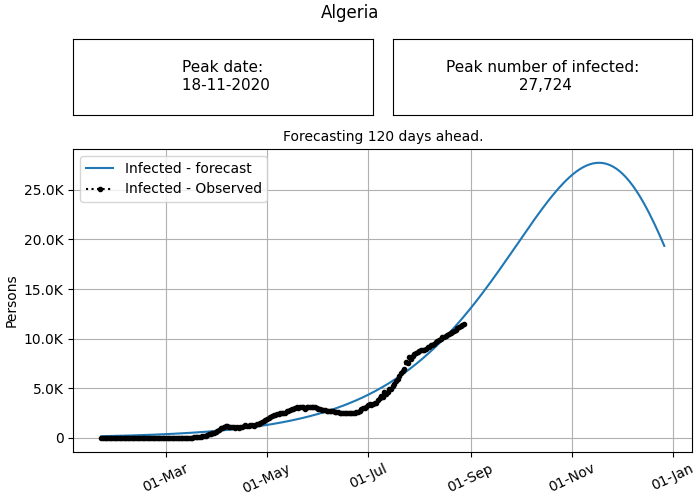 Algeria
Peak date:
18-11-2020
Peak number of infected:
27,724
Forecasting 120 days ahead.
Infected - forecast
Infected - Observed
Persons
25.0K
20.0K
15.0K
10.0K
5.0K
0
01-Mar
01-May
01-Jul
01-Sep
01-Nov
01-Jan